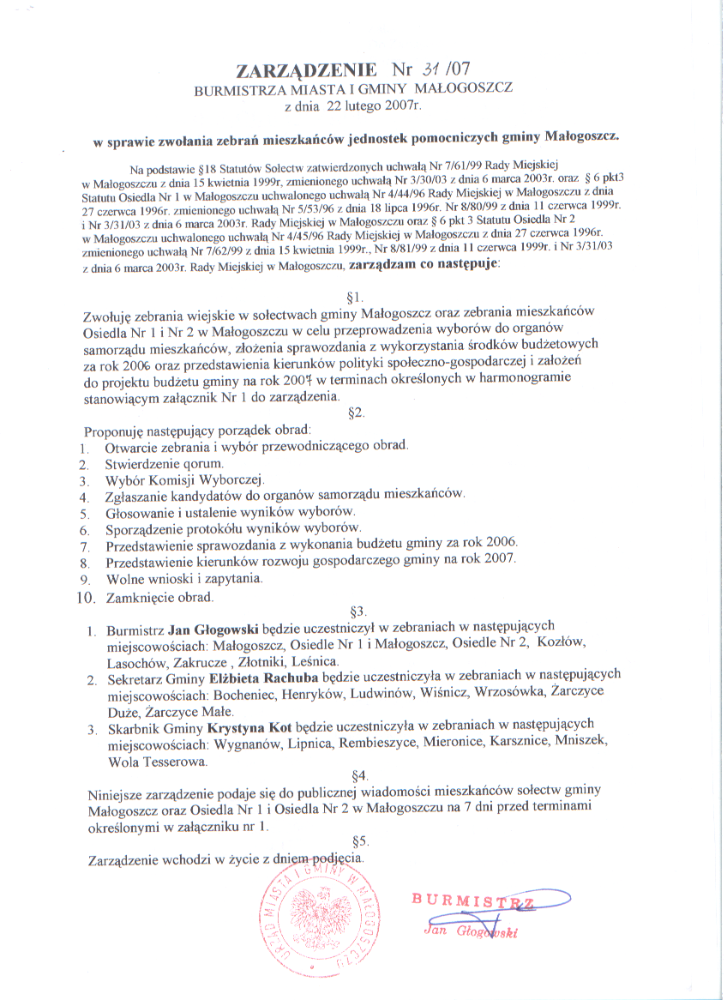 ZARZĄDZENIE Nr 31 /07
BURMISTRZA MIASTA I GMINY MAŁOGOSZCZ
z dnia 22 lutego 2007r.
w sprawie zwołania zebrań mieszkańców jednostek pomocniczych gminy Małogoszcz.
Na podstawie §18 Statutów Sołectw zatwierdzonych uchwałą Nr 7/61/99 Rady Miejskiej
w Małogoszczu z dnia 15 kwietnia 1999r, zmienionego uchwałą Nr 3/30/03 z dnia 6 marca 2003r. oraz § 6 pkt3
Statutu Osiedla Nr 1 w Małogoszczu uchwalonego uchwałą Nr 4/44/96 Rady Miejskiej w Małogoszczu z dnia
27 czerwca 1996r. zmienionego uchwałą Nr 5/53/96 z dnia 18 lipca 1996r. Nr 8/80/99 z dnia 11 czerwca 1999r.
i Nr 3/31/03 z dnia 6 marca 2003r. Rady Miejskiej w Małogoszczu oraz § 6 pkt 3 Statutu Osiedla Nr 2
w Małogoszczu uchwalonego uchwałą Nr 4/45/96 Rady Miejskiej w Małogoszczu z dnia 27 czerwca 1996r.
zmienionego uchwałą Nr 7/62/99 z dnia 15 kwietnia 1999r., Nr 8/81/99 z dnia 11 czerwca 1999r. i Nr 3/31/03
z dnia 6 marca 2003r. Rady Miejskiej w Małogoszczu, zarządzam co następuje:
§1.
Zwołuję zebrania wiejskie w sołectwach gminy Małogoszcz oraz zebrania mieszkańców
Osiedla Nr 1 i Nr 2 w Małogoszczu w celu przeprowadzenia wyborów do organów
samorządu mieszkańców, złożenia sprawozdania z wykorzystania środków budżetowych
za rok 2006 oraz przedstawienia kierunków polityki społeczno-gospodarczej i założeń
do projektu budżetu gminy na rok 2007 w terminach określonych w harmonogramie
stanowiącym załącznik Nr 1 do zarządzenia.
§2.
Proponuję następujący porządek obrad:
1. Otwarcie zebrania i wybór przewodniczącego obrad.
2. Stwierdzenie qorum.
3. Wybór Komisji Wyborczej.
4. Zgłaszanie kandydatów do organów samorządu mieszkańców.
5. Głosowanie i ustalenie wyników wyborów.
6. Sporządzenie protokółu wyników wyborów.
7. Przedstawienie sprawozdania z wykonania budżetu gminy za rok 2006.
8. Przedstawienie kierunków rozwoju gospodarczego gminy na rok 2007.
9. Wolne wnioski i zapytania.
10. Zamknięcie obrad.
§3.
1. Burmistrz Jan Głogowski będzie uczestniczył w zebraniach w następujących
miejscowościach: Małogoszcz, Osiedle Nr 1 i Małogoszcz, Osiedle Nr 2, Kozłów,
Lasochów, Zakrucze , Złotniki, Leśnica.
2. Sekretarz Gminy Elżbieta Rachuba będzie uczestniczyła w zebraniach w następujących
miejscowościach: Bocheniec, Henryków, Ludwinów, Wiśnicz, Wrzosówka, Żarczyce
Duże, Żarczyce Małe.
3. Skarbnik Gminy Krystyna Kot będzie uczestniczyła w zebraniach w następujących
miejscowościach: Wygnanów, Lipnica, Rembieszyce, Mieronice, Karsznice, Mniszek,
Wola Tesserowa.
§4.
Niniejsze zarządzenie podaje się do publicznej wiadomości mieszkańców sołectw gminy
Małogoszcz oraz Osiedla Nr 1 i Osiedla Nr 2 w Małogoszczu na 7 dni przed terminami
określonymi w załączniku nr 1.
§5.
Zarządzenie wchodzi w życie z dniem podjęcia.
URZĄD MIASTA I GMINY W MAŁOGOSZCZU
BURMISTRZ
Jan Głogowski